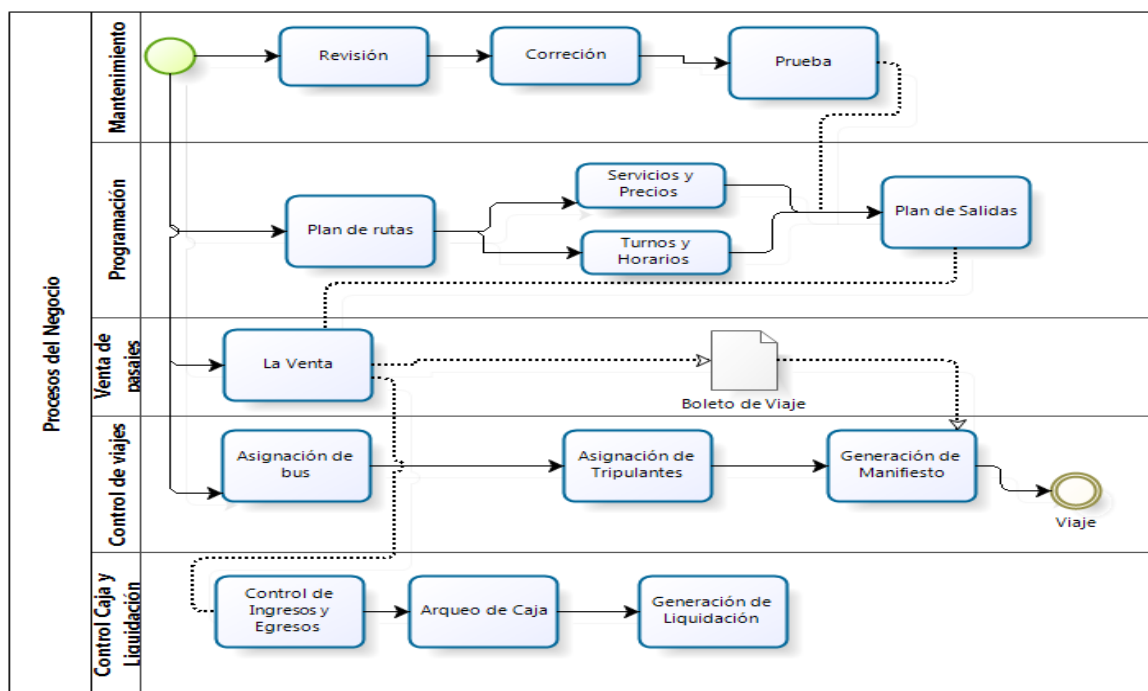 Procesos del Negocio
Mantenimiento
Revisión
Correción
Prueba
Programación
Plan de rutas
Servicios y
Precios
Turnos y
Horarios
Plan de Salidas
Venta de
pasajes
La Venta
Boleto de Viaje
Control de viajes
Asignación de
bus
Asignación de
Tripulantes
Generación de
Manifiesto
Viaje
Control Caja y
Liquidación
Control de
Ingresos y
Egresos
Arqueo de Caja
Generación de
Liquidación